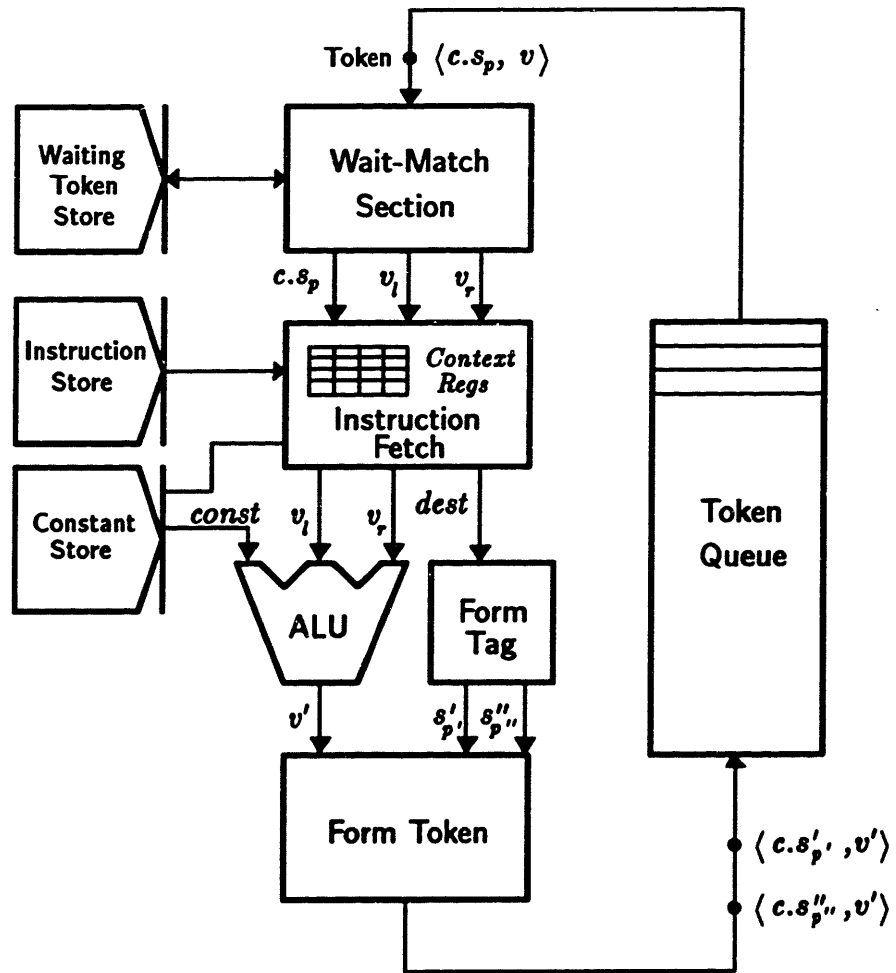 Token ⟨c.s_p, v⟩
Waiting
Token
Store
Wait-Match
Section
c.s_p v_l v_r
Instruction
Store
Context
Regs
Instruction
Fetch
Constant
Store
const v_l v_r dest
ALU
Form
Tag
Token
Queue
v' s'_p' s''_p''
Form Token
⟨c.s'_p' ,v'⟩
⟨c.s''_p'' ,v'⟩